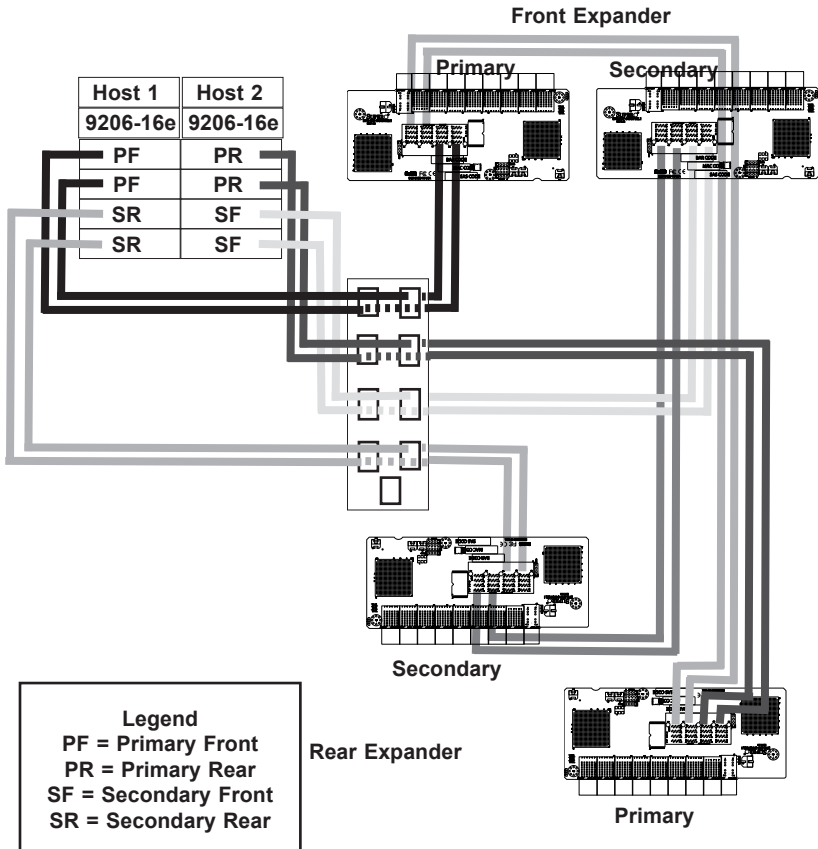 Front Expander
Primary
Secondary
Host 1 Host 2
9206-16e 9206-16e
PF PR
PF PR
SR SF
SR SF
Secondary
Legend
PF = Primary Front
PR = Primary Rear
SF = Secondary Front
SR = Secondary Rear
Rear Expander
Primary